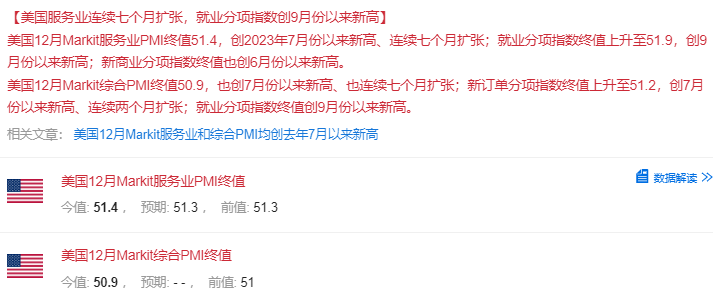 【美国服务业连续七个月扩张，就业分项指数创9月份以来新高】
美国12月Markit服务业PMI终值51.4，创2023年7月份以来新高、连续七个月扩张；就业分项指数终值上升至51.9，创9
月份以来新高；新商业分项指数终值也创6月份以来新高。
美国12月Markit综合PMI终值50.9，也创7月份以来新高、也连续七个月扩张；新订单分项指数终值上升至51.2，创7月
份以来新高、连续两个月扩张；就业分项指数终值创9月份以来新高。
相关文章： 美国12月Markit服务业和综合PMI均创去年7月以来新高
美国12月Markit服务业PMI终值
数据解读
今值: 51.4 ， 预期: 51.3 ， 前值: 51.3
美国12月Markit综合PMI终值
今值: 50.9 ， 预期: - - ， 前值: 51